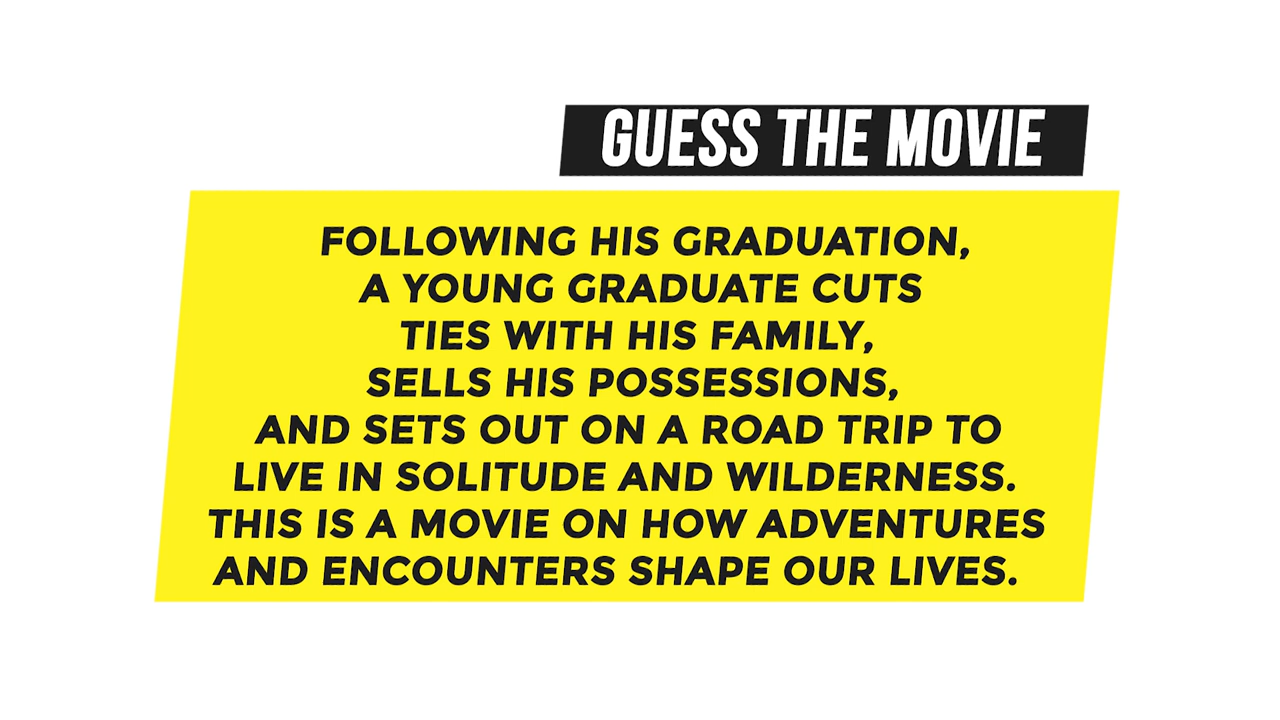 GUESS THE MOVIE
FOLLOWING HIS GRADUATION,
A YOUNG GRADUATE CUTS
TIES WITH HIS FAMILY,
SELLS HIS POSSESSIONS,
AND SETS OUT ON A ROAD TRIP TO
LIVE IN SOLITUDE AND WILDERNESS.
THIS IS A MOVIE ON HOW ADVENTURES
AND ENCOUNTERS SHAPE OUR LIVES.